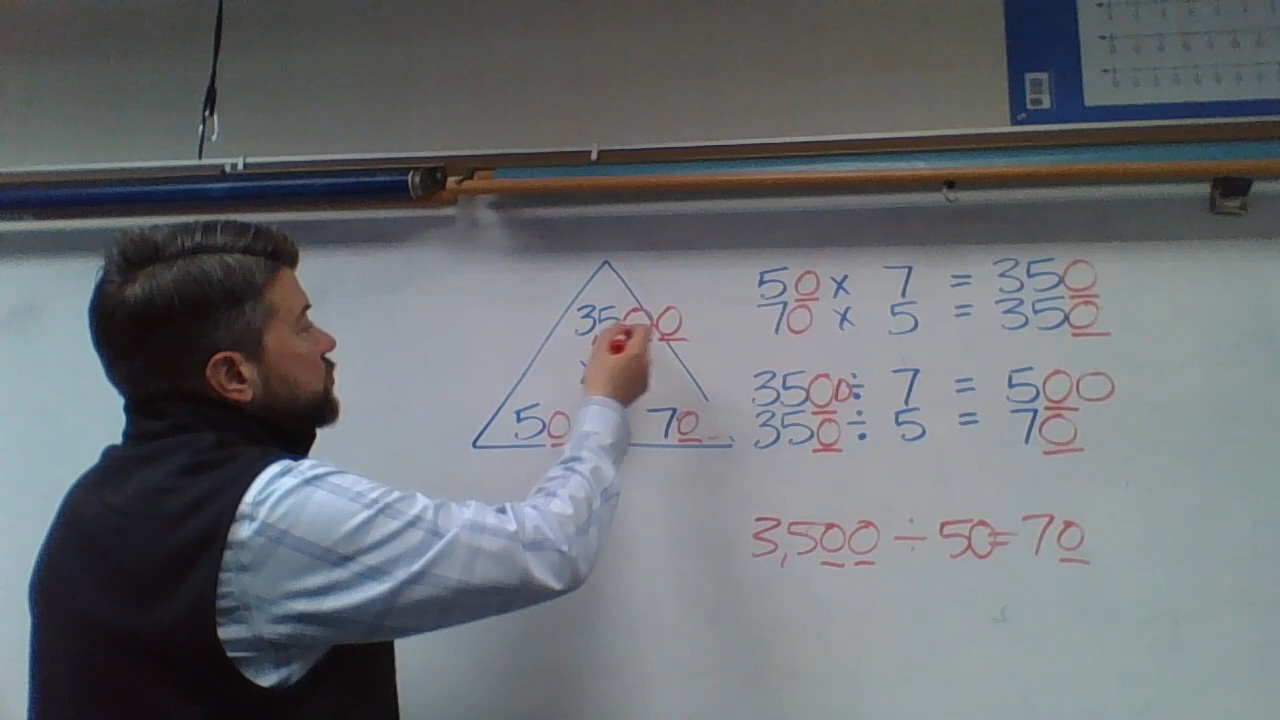 3500
50 70
50 x 7 = 350
70 x 5 = 350
3500÷ 7 = 500
350 ÷ 5 = 70
3,500 ÷ 50 = 70